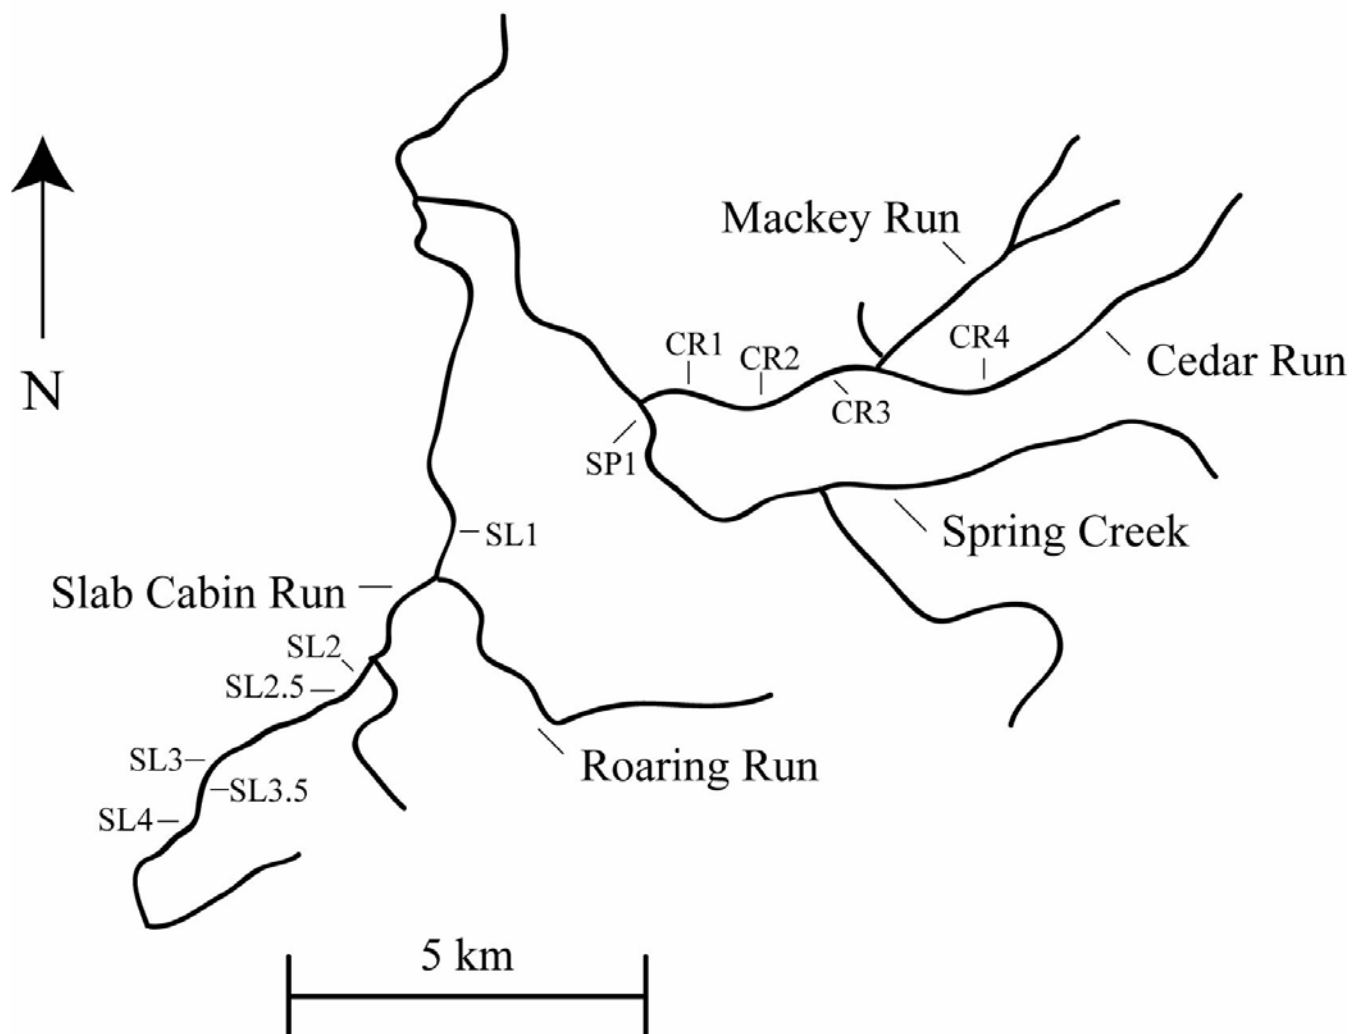 Mackey Run
CR1
CR2
CR4
Cedar Run
N
CR3
SP1
Spring Creek
SL1
Slab Cabin Run
SL2
SL2.5
SL3
SL3.5
Roaring Run
SL4
5 km